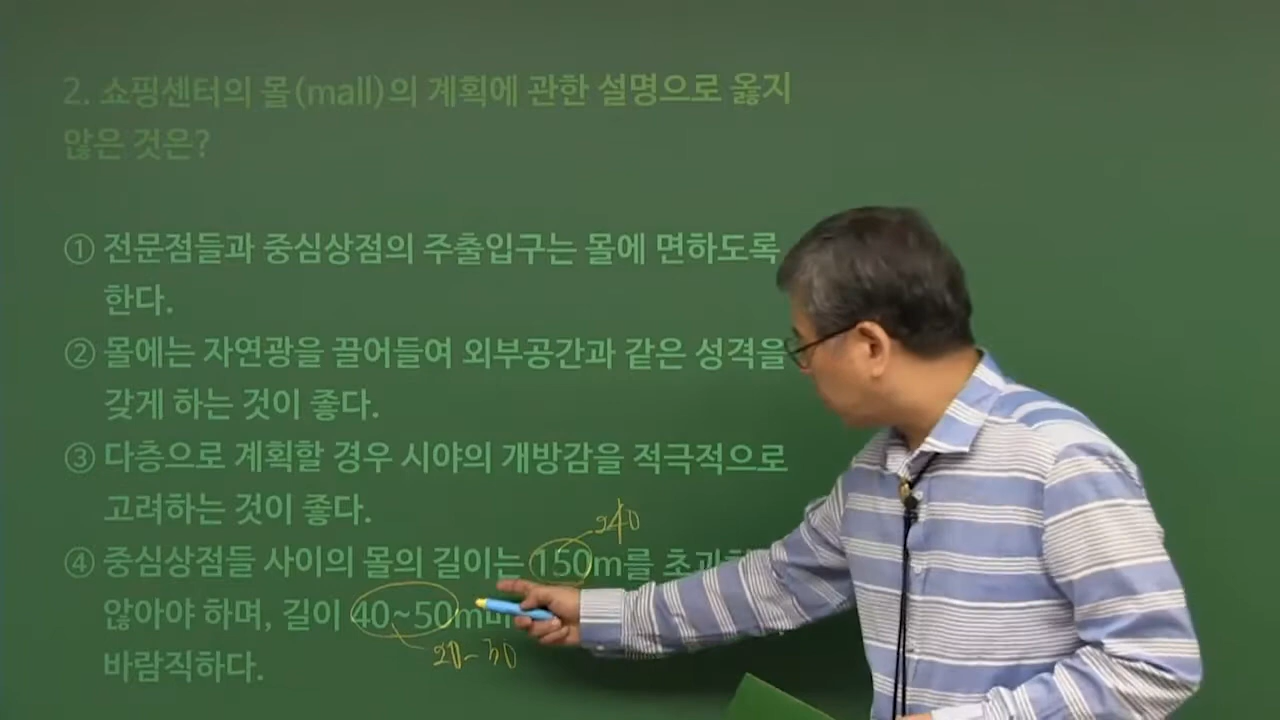 2. 쇼핑센터의 몰(mall)의 계획에 관한 설명으로 옳지
않은 것은?
① 전문점들과 중심상점의 주출입구는 몰에 면하도록
한다.
② 몰에는 자연광을 끌어들여 외부공간과 같은 성격을
갖게 하는 것이 좋다.
③ 다층으로 계획할 경우 시야의 개방감을 적극적으로
고려하는 것이 좋다.
240
④ 중심상점들 사이의 몰의 길이는 150m를
않아야 하며, 길이 40~50m
20~30
바람직하다.